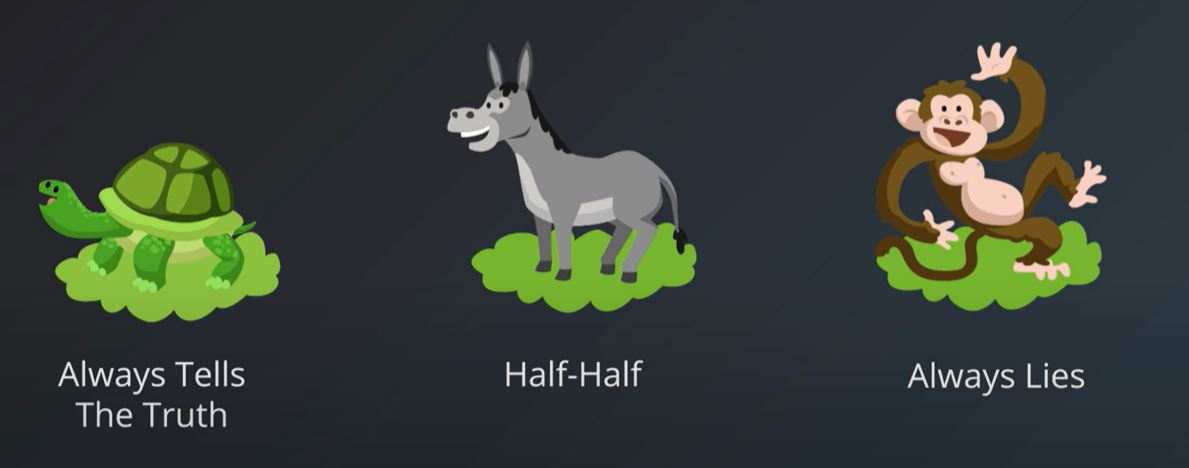 Always Tells
The Truth
Half-Half
Always Lies